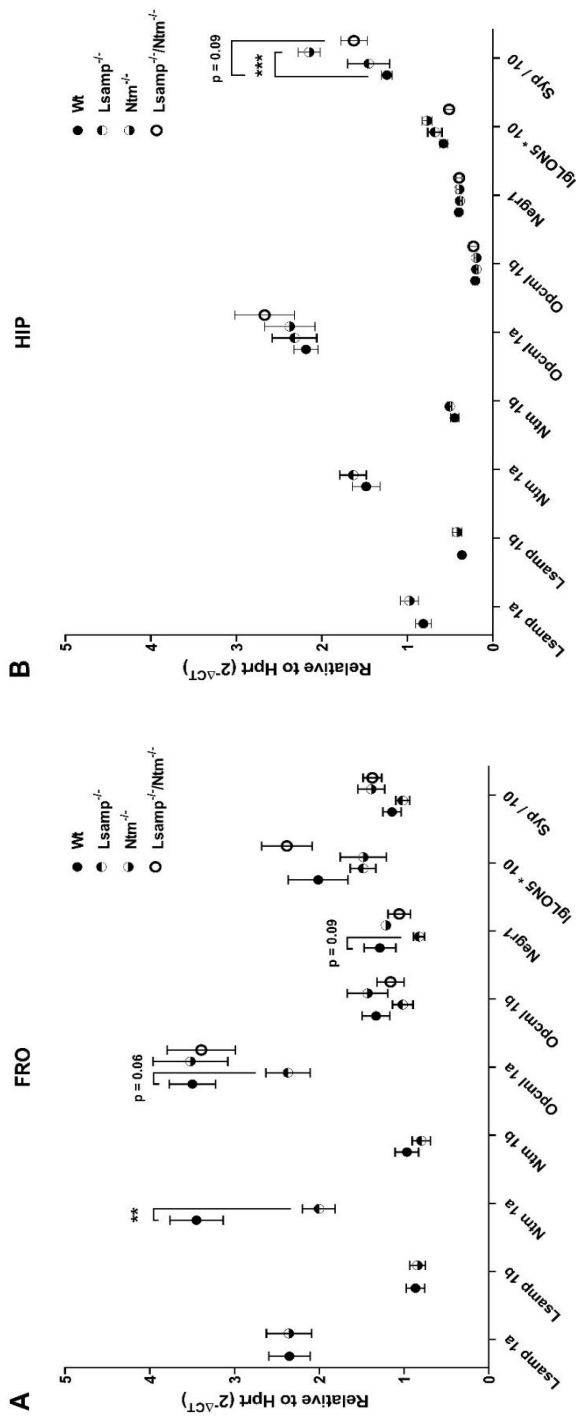 A
FRO
Relative to Hprt (2^-ΔCT)
5
4
3
2
1
0
Wt
Lsamp-/-
Ntm-/-
Lsamp-/-/Ntm-/-
**
p = 0.06
p = 0.09
Lsamp 1a
Lsamp 1b
Ntm 1a
Ntm 1b
Opcml 1a
Opcml 1b
Negr1
IgLON5 * 10
Syp / 10
B
HIP
Relative to Hprt (2^-ΔCT)
5
4
3
2
1
0
Wt
Lsamp-/-
Ntm-/-
Lsamp-/-/Ntm-/-
p = 0.09
***
Lsamp 1a
Lsamp 1b
Ntm 1a
Ntm 1b
Opcml 1a
Opcml 1b
Negr1
IgLON5 * 10
Syp / 10